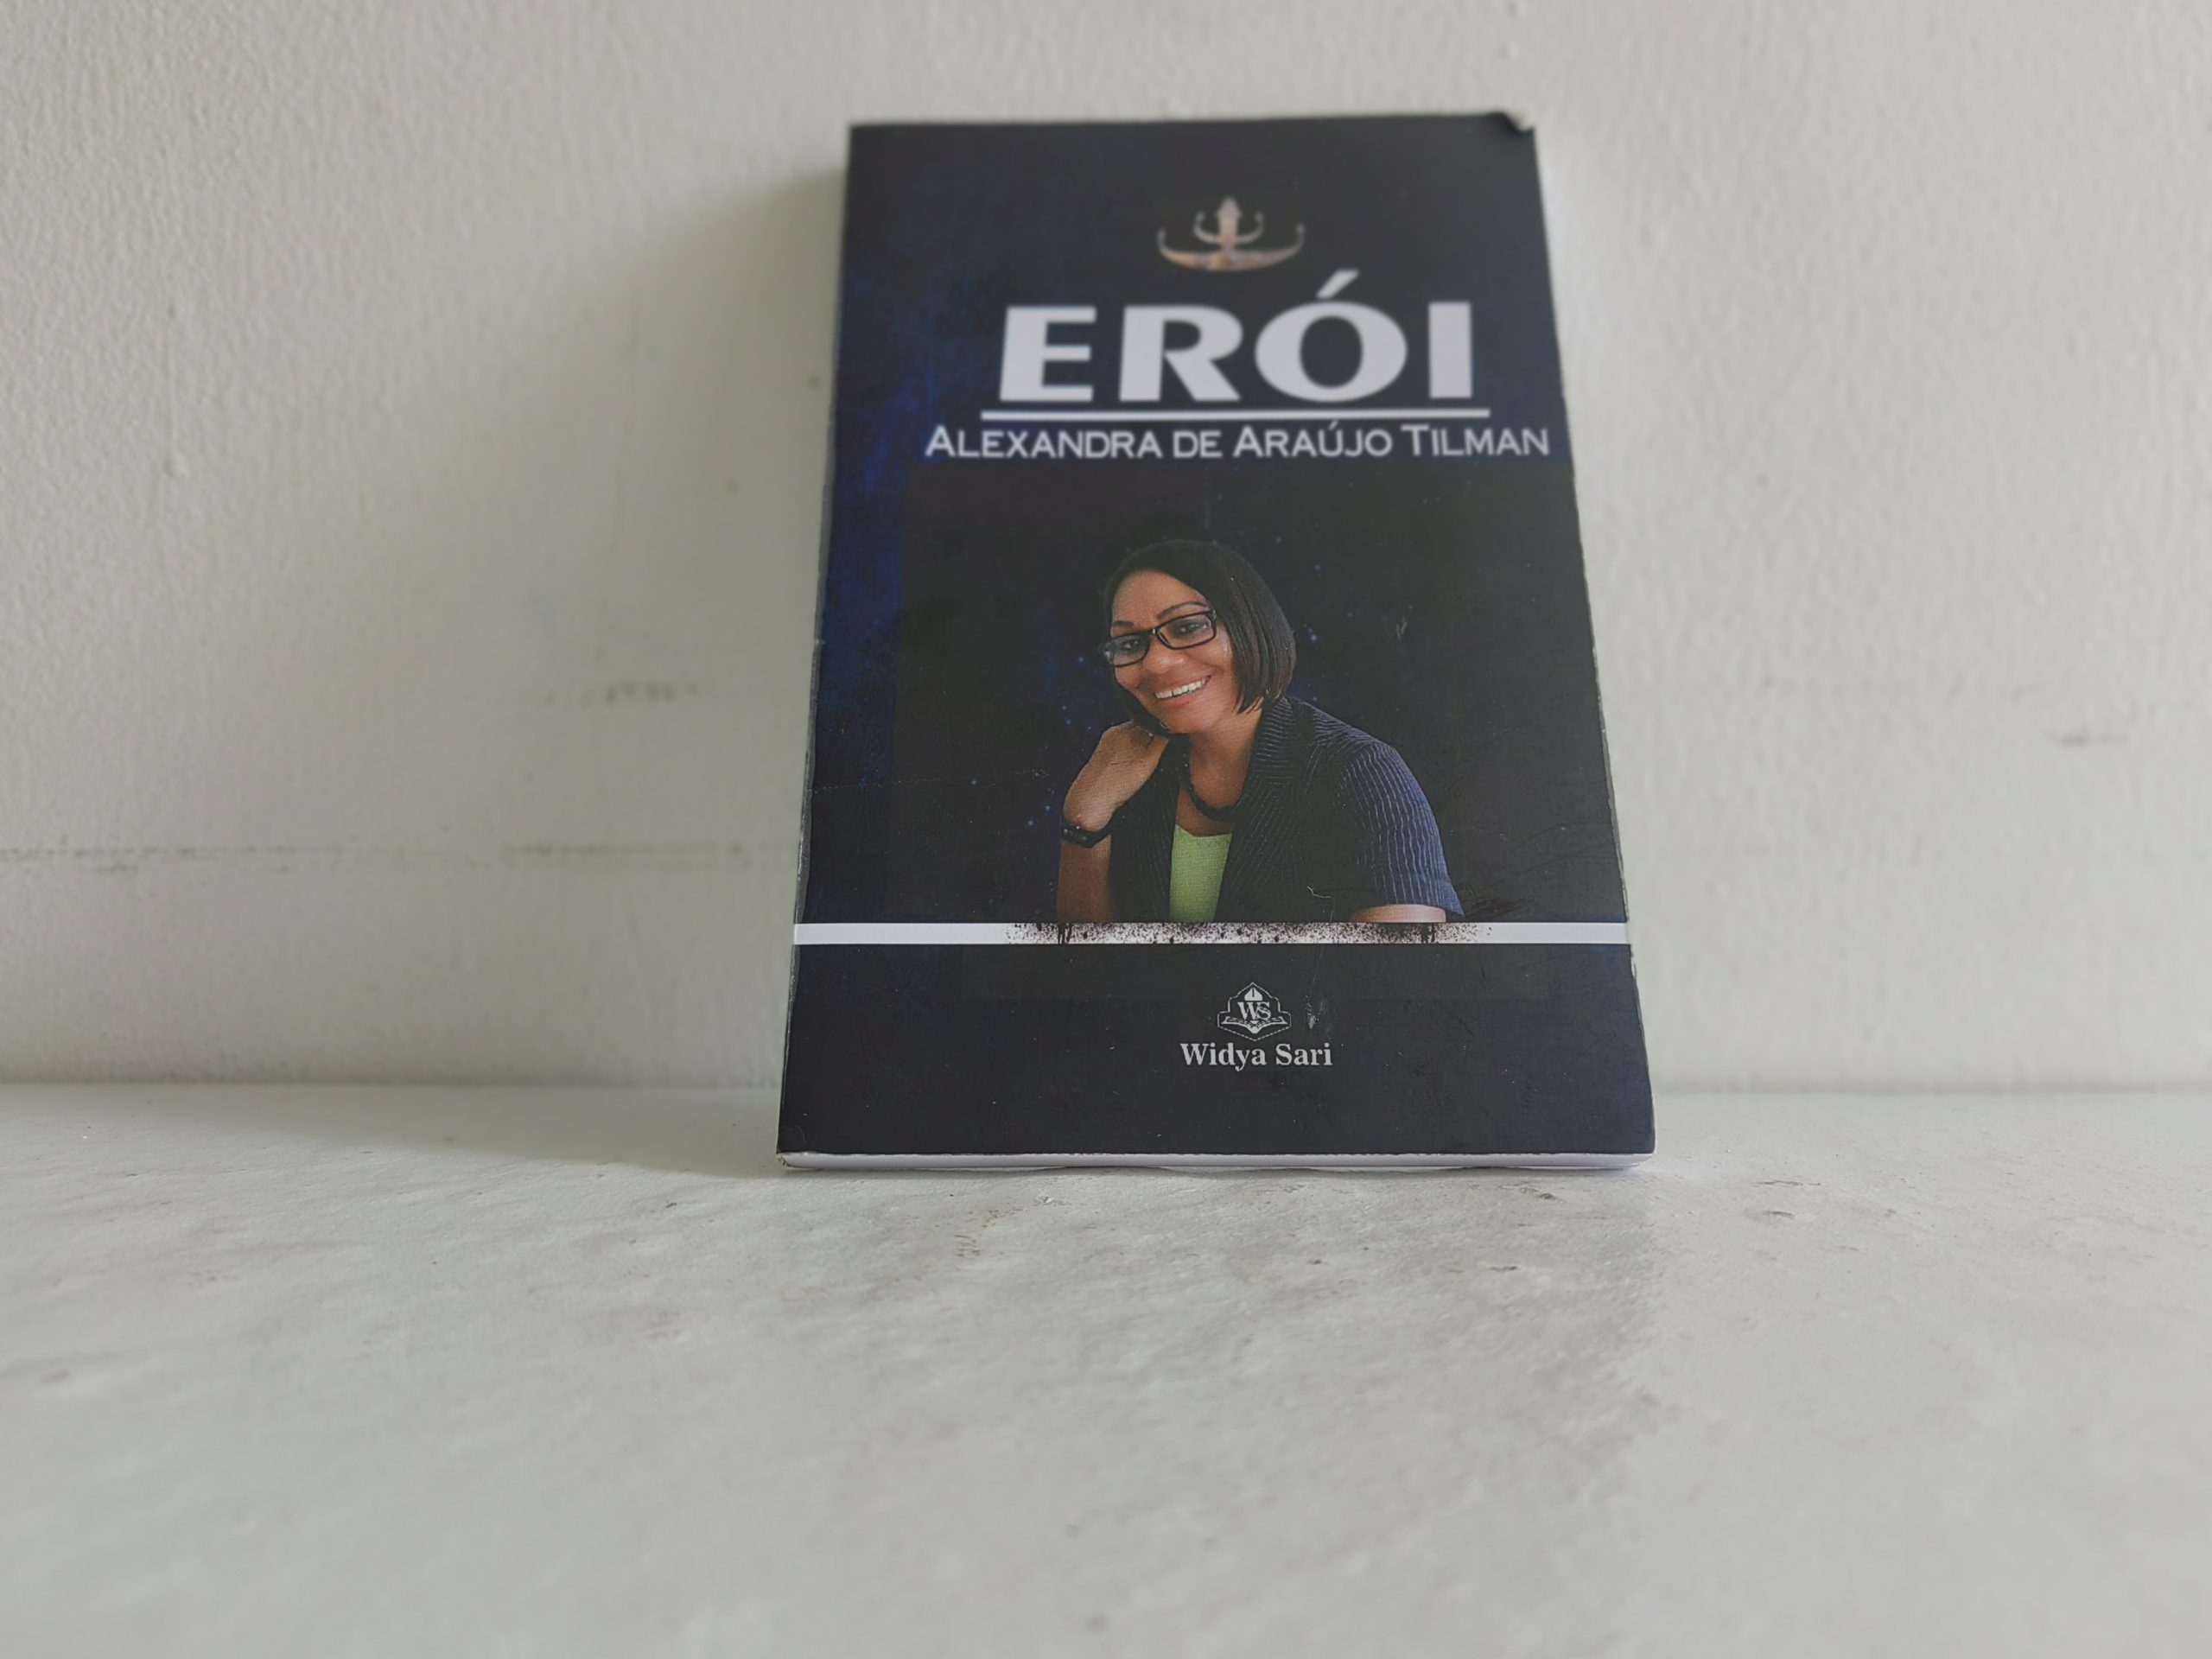 ERÓI
ALEXANDRA DE ARAÚJO TILMAN
WS
Widya Sari